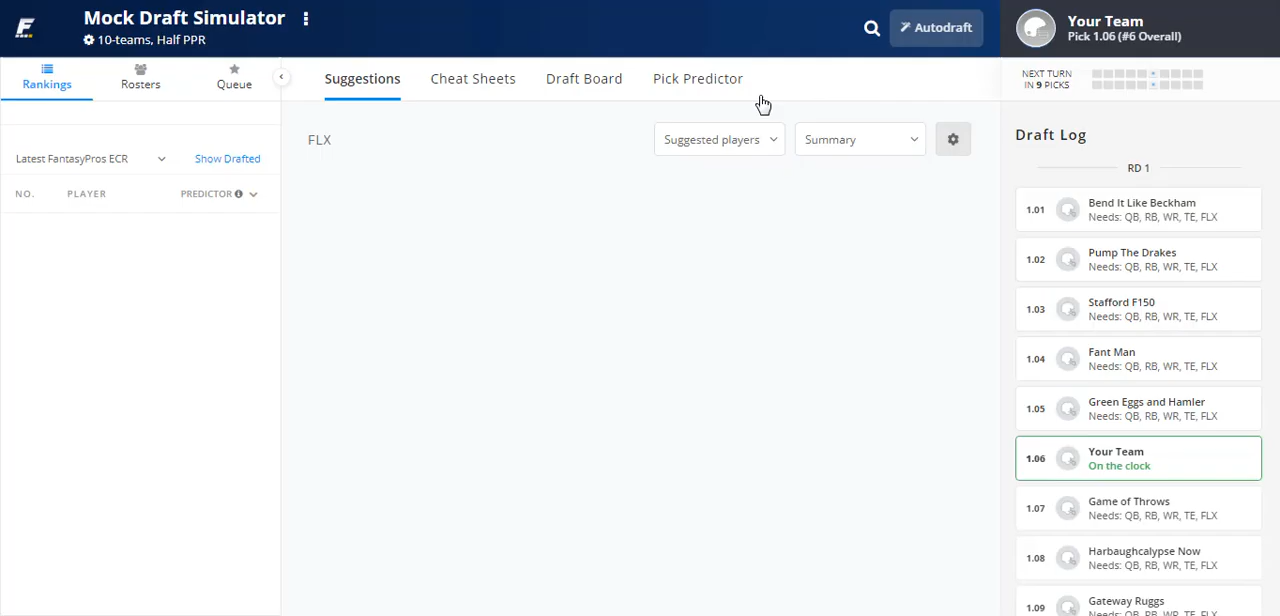 Mock Draft Simulator
10-teams, Half PPR
Autodraft
Your Team
Pick 1.06 (#6 Overall)
Rankings
Rosters
Queue
Suggestions
Cheat Sheets
Draft Board
Pick Predictor
NEXT TURN
IN 9 PICKS
Latest FantasyPros ECR
Show Drafted
NO.
PLAYER
PREDICTOR
FLX
Suggested players
Summary
Draft Log
RD 1
1.01
Bend It Like Beckham
Needs: QB, RB, WR, TE, FLX
1.02
Pump The Drakes
Needs: QB, RB, WR, TE, FLX
1.03
Stafford F150
Needs: QB, RB, WR, TE, FLX
1.04
Fant Man
Needs: QB, RB, WR, TE, FLX
1.05
Green Eggs and Hamler
Needs: QB, RB, WR, TE, FLX
1.06
Your Team
On the clock
1.07
Game of Throws
Needs: QB, RB, WR, TE, FLX
1.08
Harbaughcalypse Now
Needs: QB, RB, WR, TE, FLX
1.09
Gateway Ruggs